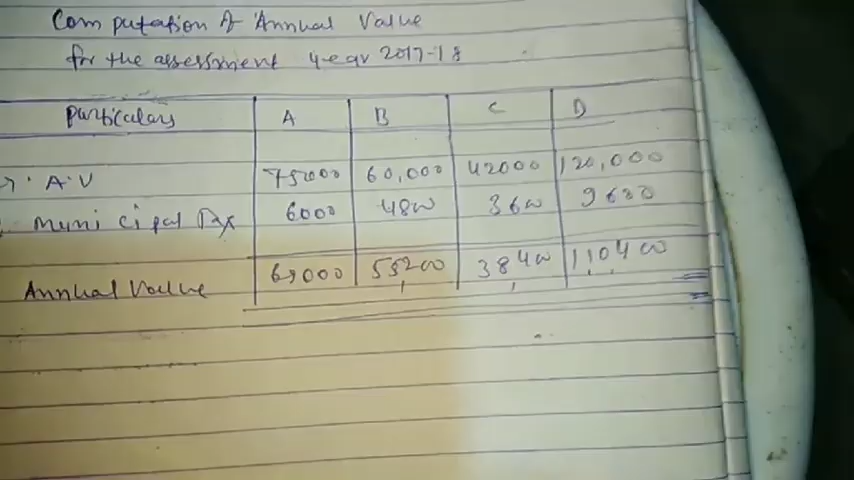 Computation of Annual Value
for the assessment year 2017-18
Particulars A B C D
G.A.V 75000 60,000 42000 120,000
Municipal Tax 6000 4800 3600 9600
Annual Value 69000 55200 38400 110400